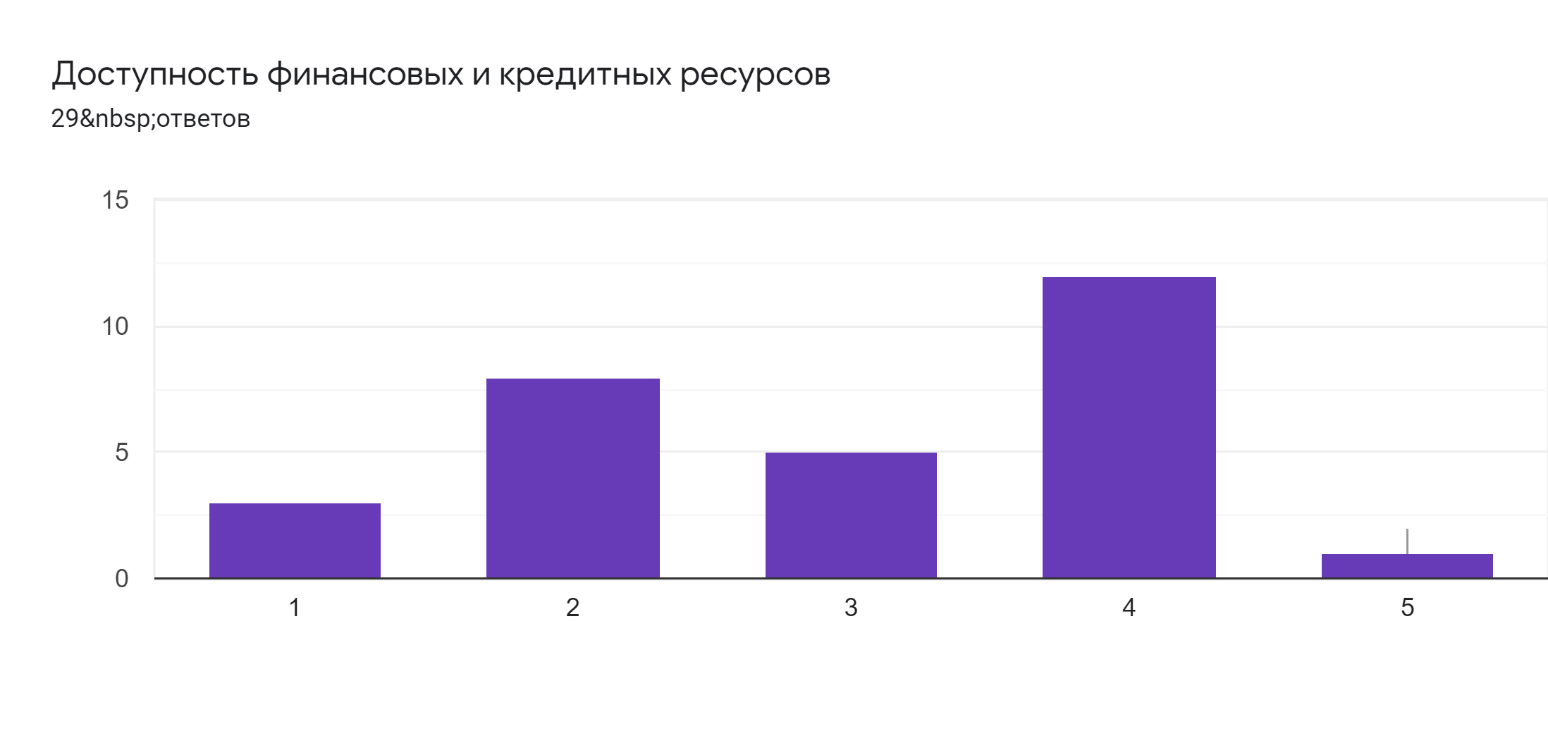 Доступность финансовых и кредитных ресурсов
29&nbsp;ответов
15
10
5
0
1 2 3 4 5